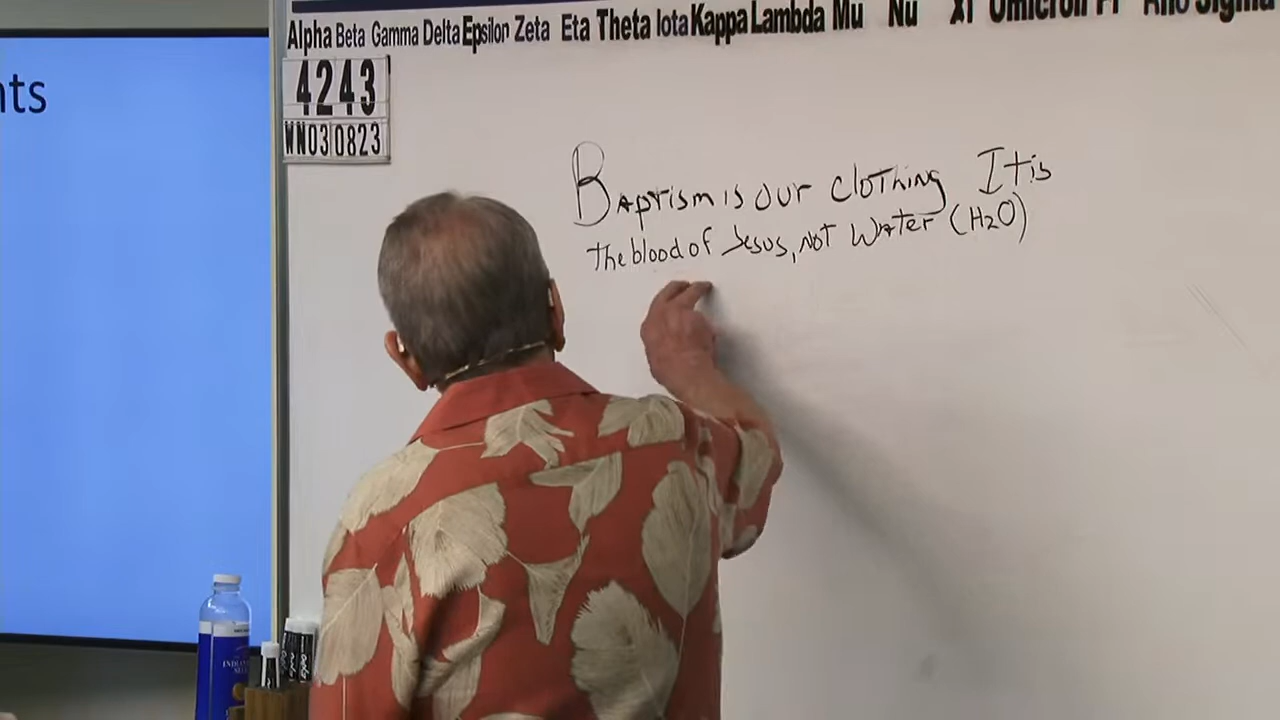 Alpha Beta Gamma Delta Epsilon Zeta Eta Theta Iota Kappa Lambda Mu Nu Xi Omicron Pi Rho Sigma
nts
4243
WN03 0823
Baptism is our clothing It is
the blood of Jesus, not water (H2O)